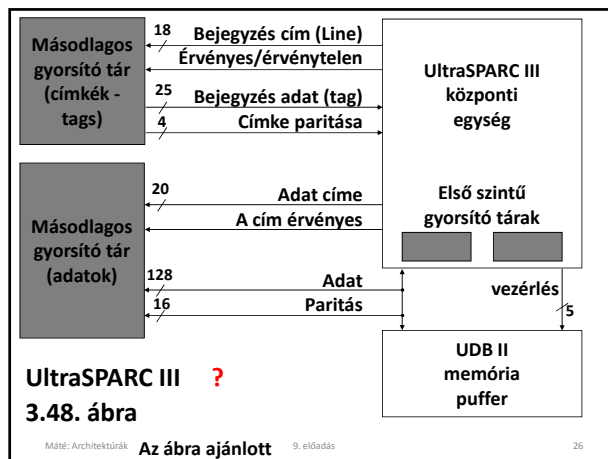 Másodlagos
gyorsító tár
(címkék -
tags)
18
Bejegyzés cím (Line)
Érvényes/érvénytelen
25
Bejegyzés adat (tag)
4
Címke paritása
UltraSPARC III
központi
egység
Első szintű
gyorsító tárak
Másodlagos
gyorsító tár
(adatok)
20
Adat címe
A cím érvényes
128
Adat
16
Paritás
vezérlés
5
UDB II
memória
puffer
UltraSPARC III ?
3.48. ábra
Máté: Architektúrák Az ábra ajánlott 9. előadás 26